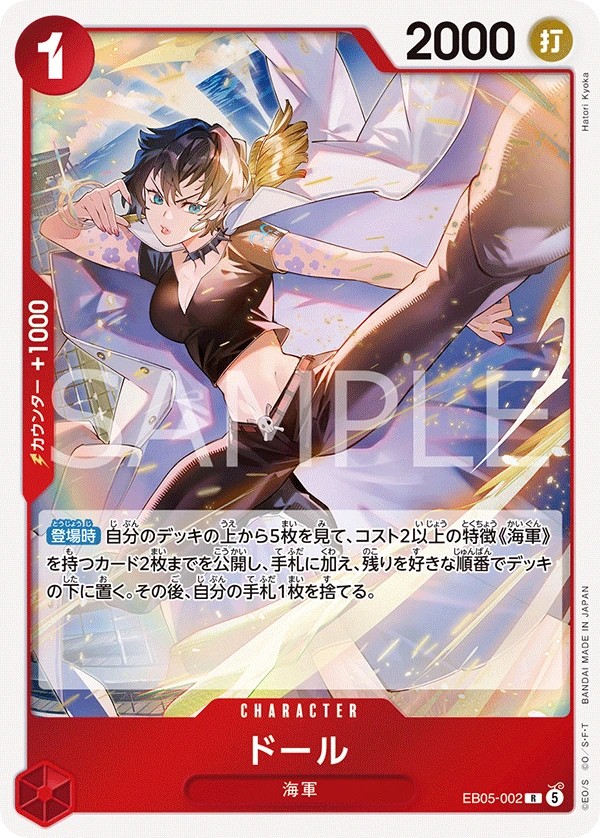 1
2000
打
Hatori Kyoka
カウンター +1000
SAMPLE
登場時 自分のデッキの上から5枚を見て、コスト2以上の特徴《海軍》
を持つカード2枚までを公開し、手札に加え、残りを好きな順番でデッキ
の下に置く。その後、自分の手札1枚を捨てる。
CHARACTER
ドール
海軍
EB05-002 R 5
©EO/S ©O/S・F・T BANDAI MADE IN JAPAN